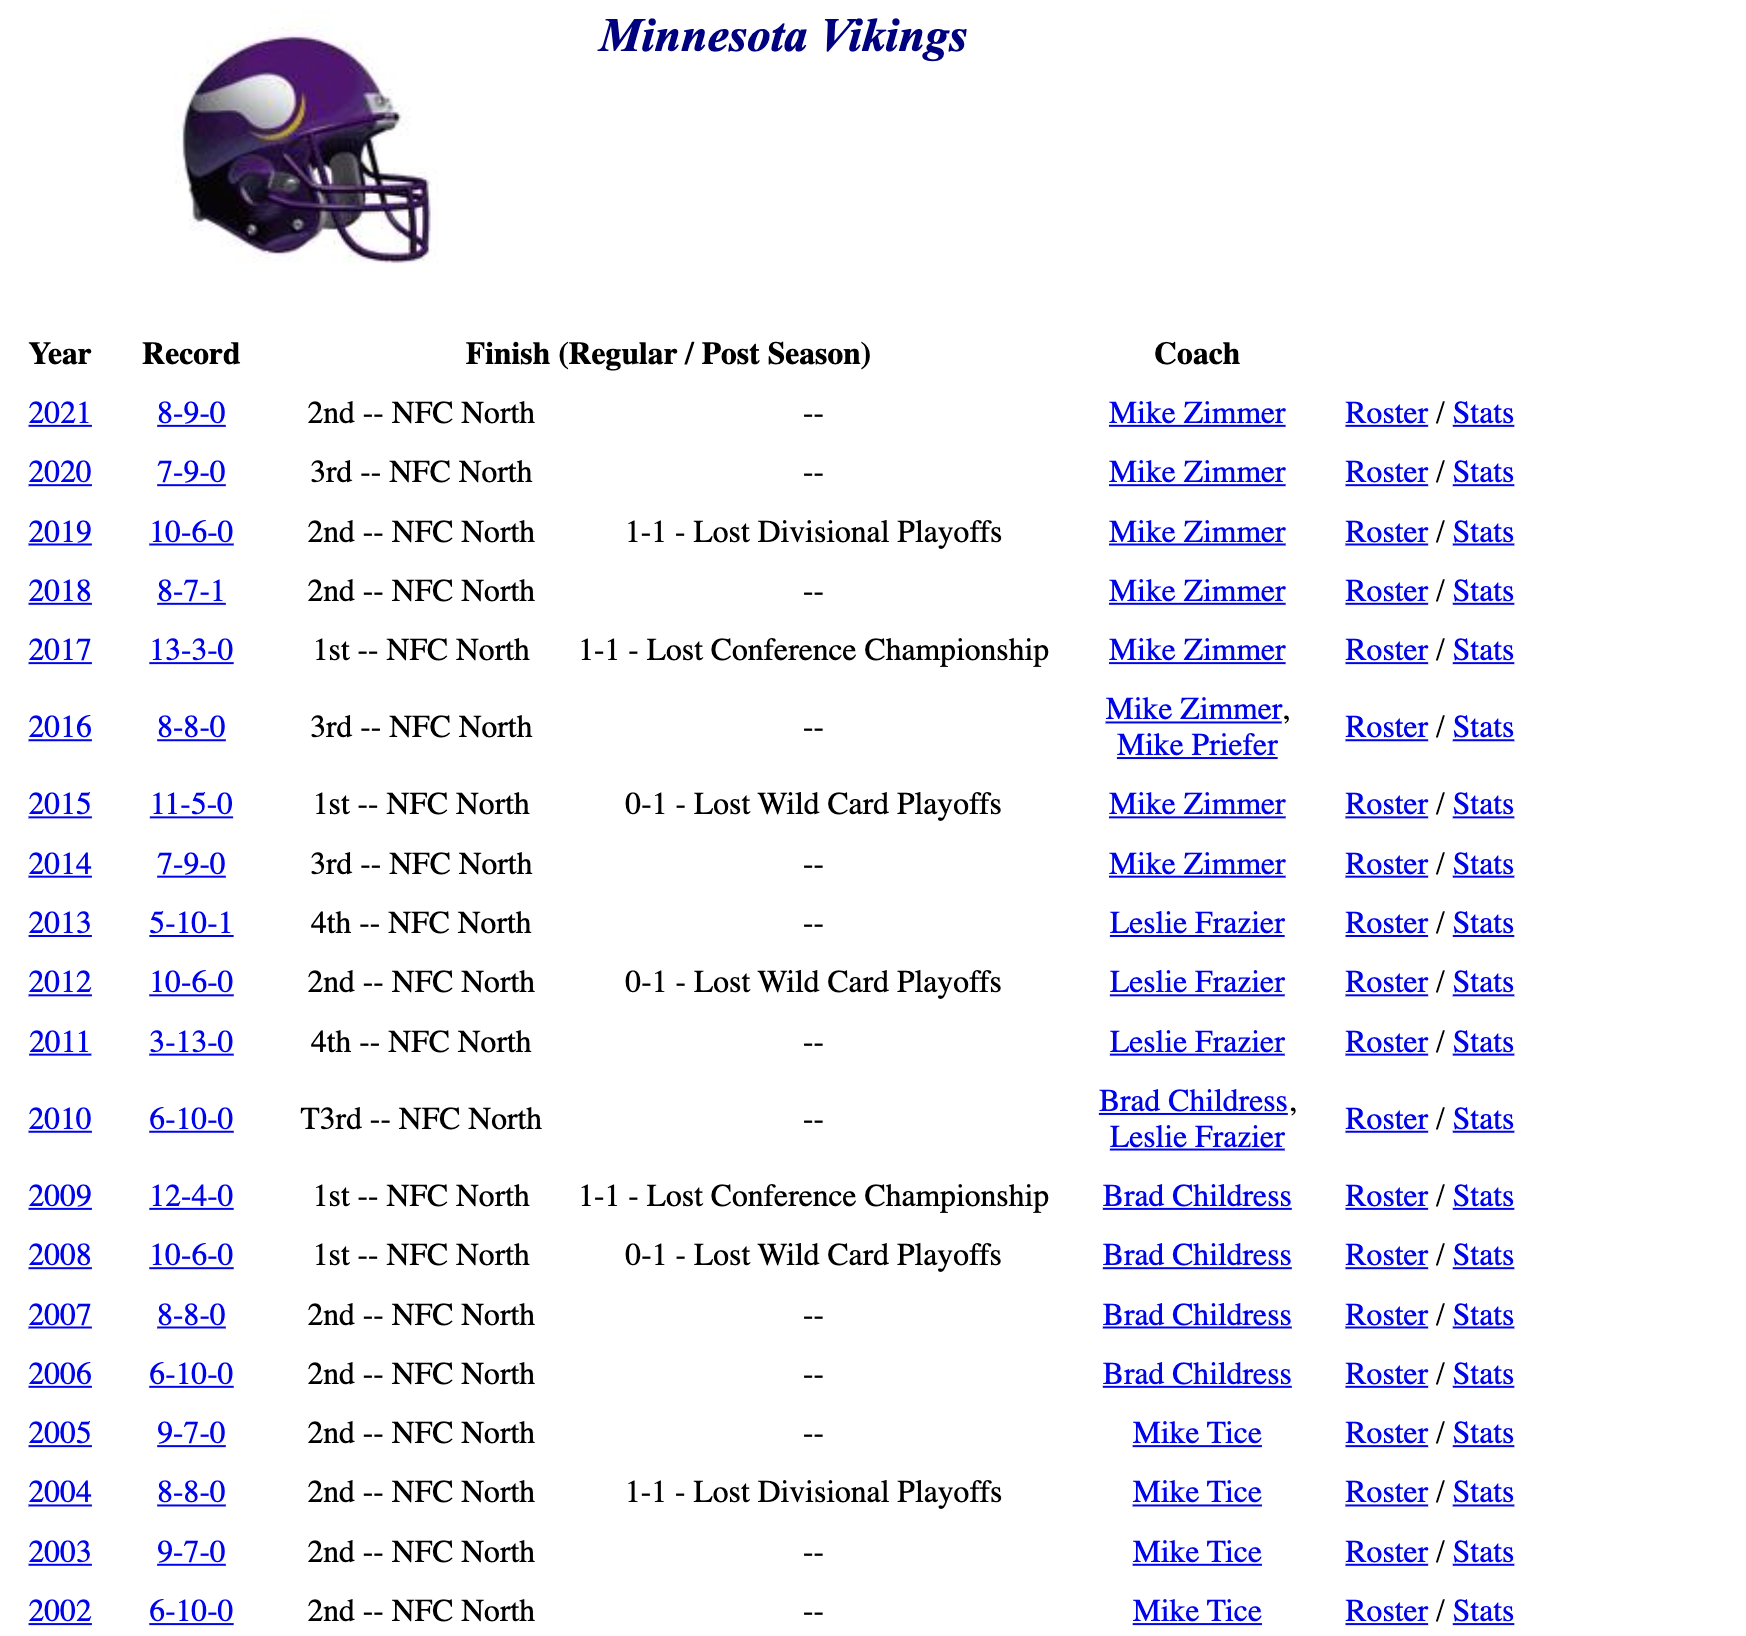 Minnesota Vikings
Year Record Finish (Regular / Post Season) Coach
2021 8-9-0 2nd -- NFC North -- Mike Zimmer Roster / Stats
2020 7-9-0 3rd -- NFC North -- Mike Zimmer Roster / Stats
2019 10-6-0 2nd -- NFC North 1-1 - Lost Divisional Playoffs Mike Zimmer Roster / Stats
2018 8-7-1 2nd -- NFC North -- Mike Zimmer Roster / Stats
2017 13-3-0 1st -- NFC North 1-1 - Lost Conference Championship Mike Zimmer Roster / Stats
2016 8-8-0 3rd -- NFC North -- Mike Zimmer, Mike Priefer Roster / Stats
2015 11-5-0 1st -- NFC North 0-1 - Lost Wild Card Playoffs Mike Zimmer Roster / Stats
2014 7-9-0 3rd -- NFC North -- Mike Zimmer Roster / Stats
2013 5-10-1 4th -- NFC North -- Leslie Frazier Roster / Stats
2012 10-6-0 2nd -- NFC North 0-1 - Lost Wild Card Playoffs Leslie Frazier Roster / Stats
2011 3-13-0 4th -- NFC North -- Leslie Frazier Roster / Stats
2010 6-10-0 T3rd -- NFC North -- Brad Childress, Leslie Frazier Roster / Stats
2009 12-4-0 1st -- NFC North 1-1 - Lost Conference Championship Brad Childress Roster / Stats
2008 10-6-0 1st -- NFC North 0-1 - Lost Wild Card Playoffs Brad Childress Roster / Stats
2007 8-8-0 2nd -- NFC North -- Brad Childress Roster / Stats
2006 6-10-0 2nd -- NFC North -- Brad Childress Roster / Stats
2005 9-7-0 2nd -- NFC North -- Mike Tice Roster / Stats
2004 8-8-0 2nd -- NFC North 1-1 - Lost Divisional Playoffs Mike Tice Roster / Stats
2003 9-7-0 2nd -- NFC North -- Mike Tice Roster / Stats
2002 6-10-0 2nd -- NFC North -- Mike Tice Roster / Stats